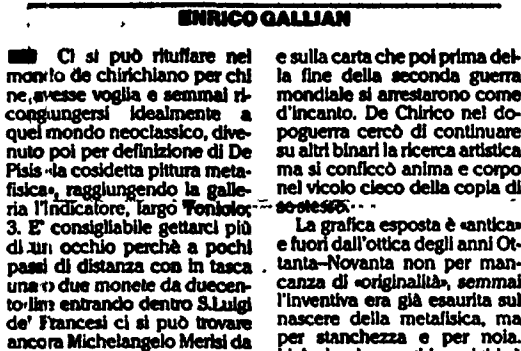 ENRICO GALLIAN
Ci si può rituffare nel
mondo de chirichiano per chi
ne avesse voglia e semmai ri-
congiungersi idealmente a
quel mondo neoclassico, dive-
nuto poi per definizione di De
Pisis «la cosidetta pittura meta-
fisica», raggiungendo la galle-
ria l'Indicatore, largo Toniolo,
3. E' consigliabile gettarci più
di un occhio perchè a pochi
passi di distanza con in tasca
una o due monete da duecen-
to lire entrando dentro S.Luigi
de' Francesi ci si può trovare
ancora Michelangelo Merisi da
e sulla carta che poi prima del-
la fine della seconda guerra
mondiale si arrestarono come
d'incanto. De Chirico nel do-
poguerra cercò di continuare
su altri binari la ricerca artistica
ma si conficcò anima e corpo
nel vicolo cieco della copia di
se stesso.
La grafica esposta è «antica»
e fuori dall'ottica degli anni Ot-
tanta-Novanta non per man-
canza di «originalità», semmai
l'inventiva era già esaurita sul
nascere della metafisica, ma
per stanchezza e per noia.